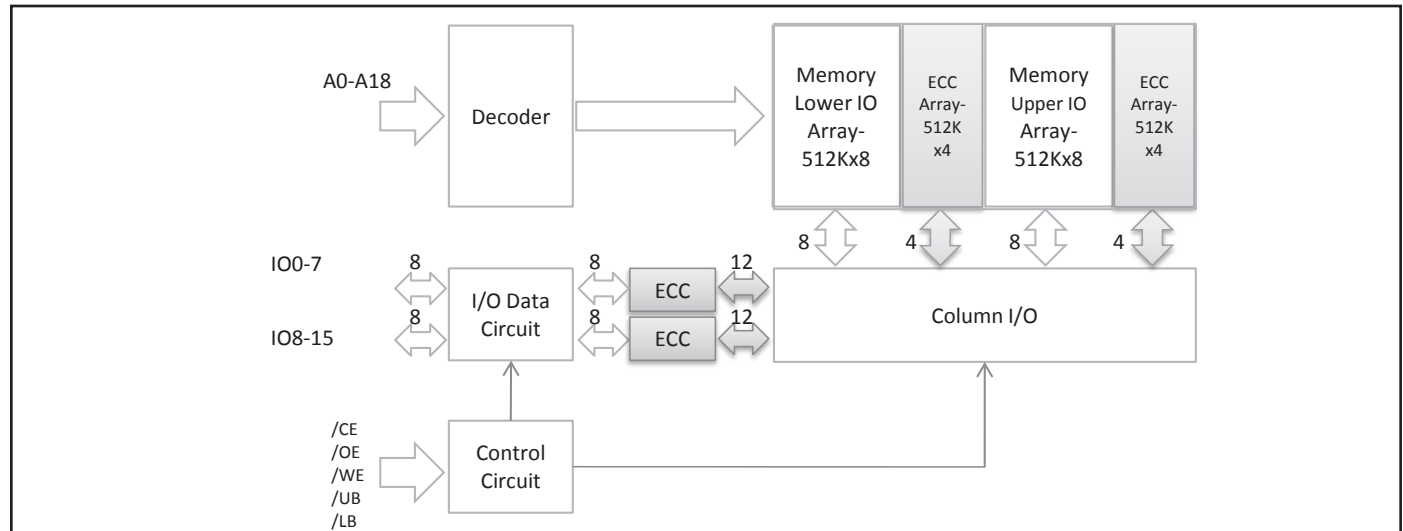 A0-A18
Decoder
Memory
Lower IO
Array-
512Kx8
ECC
Array-
512K
x4
Memory
Upper IO
Array-
512Kx8
ECC
Array-
512K
x4
8
4
8
4
IO0-7
8
8
12
IO8-15
8
8
12
I/O Data
Circuit
ECC
ECC
Column I/O
/CE
/OE
/WE
/UB
/LB
Control
Circuit